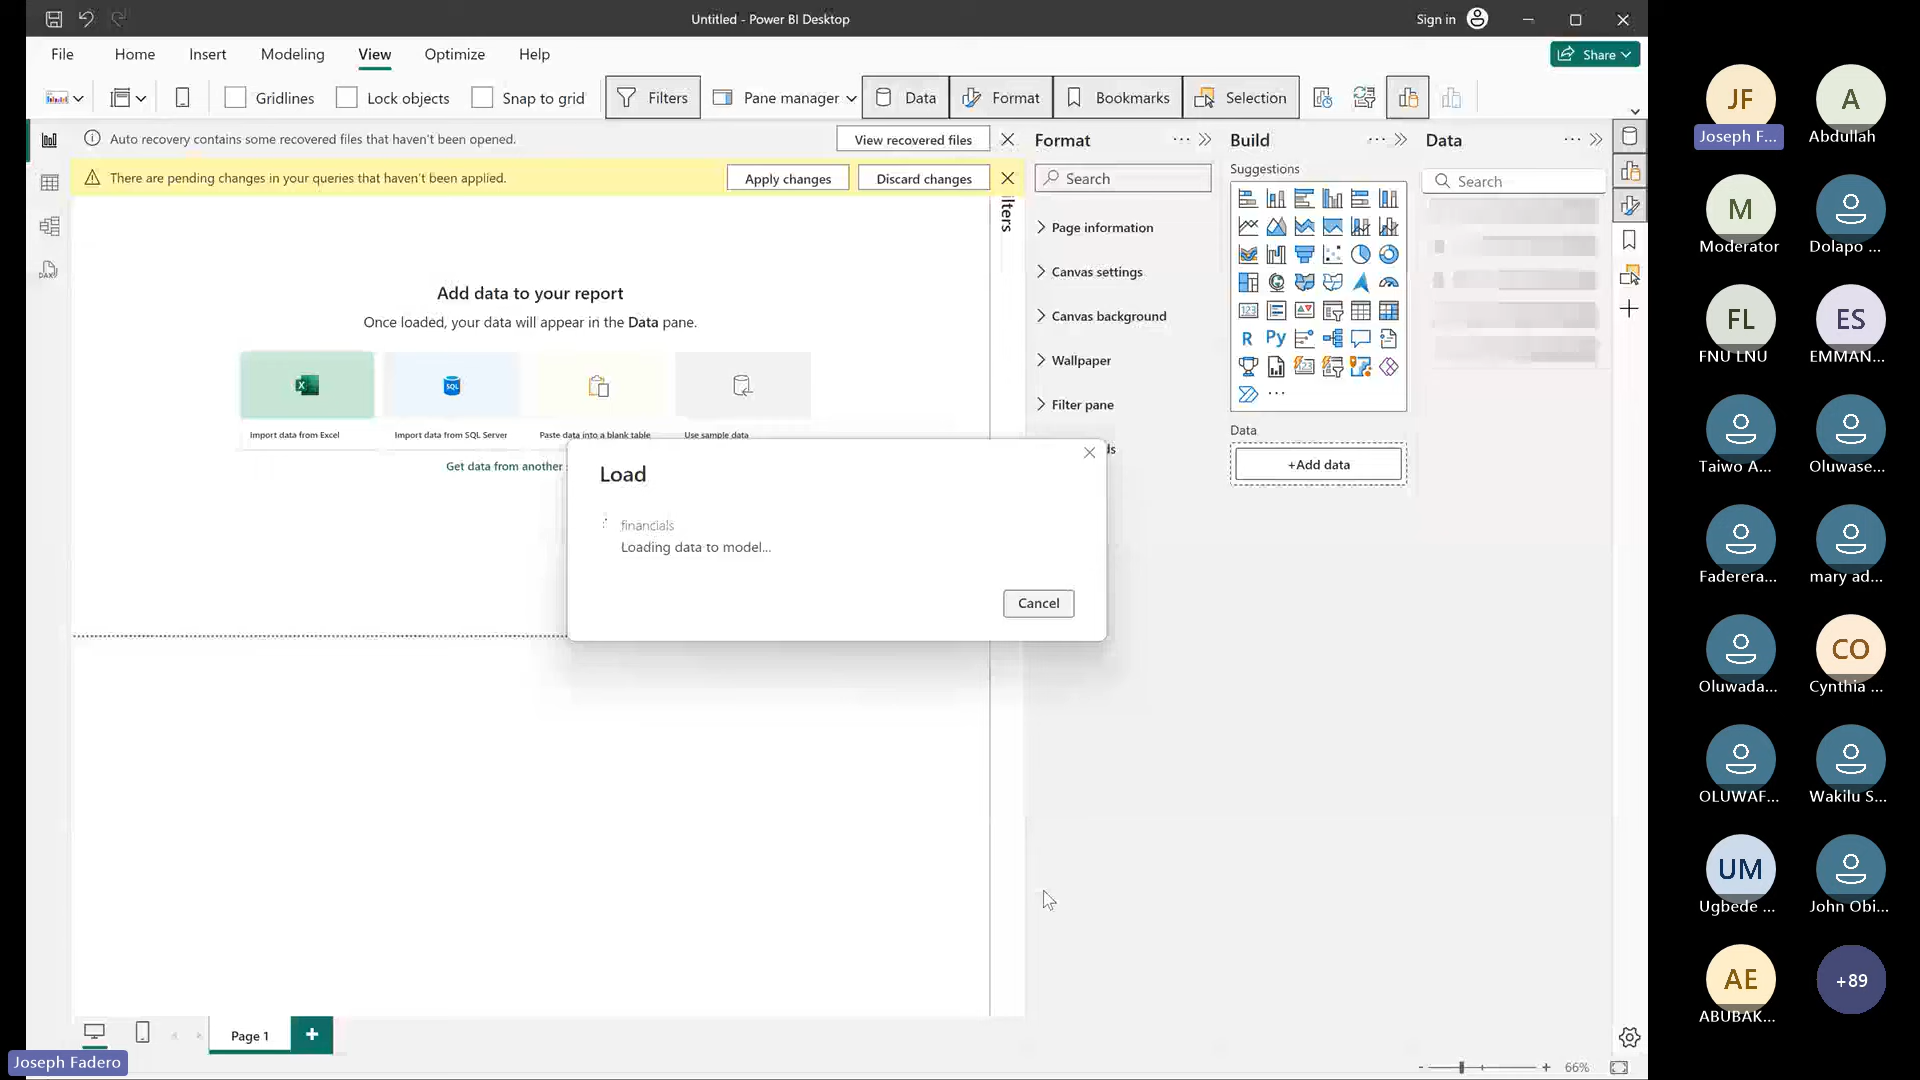 Untitled - Power BI Desktop
Sign in
File
Home
Insert
Modeling
View
Optimize
Help
Share
Gridlines
Lock objects
Snap to grid
Filters
Pane manager
Data
Format
Bookmarks
Selection
Auto recovery contains some recovered files that haven't been opened.
View recovered files
There are pending changes in your queries that haven't been applied.
Apply changes
Discard changes
Add data to your report
Once loaded, your data will appear in the Data pane.
SQL
Import data from Excel
Import data from SQL Server
Paste data into a blank table
Use sample data
Get data from another
Load
financials
Loading data to model...
Cancel
Format
Search
Page information
Canvas settings
Canvas background
Wallpaper
Filter pane
Build
Suggestions
123
R
Py
Data
+Add data
Data
Search
DAX
Page 1
66%
Joseph Fadero
JF
Joseph F...
A
Abdullah
M
Moderator
Dolapo ...
FL
FNU LNU
ES
EMMAN...
Taiwo A...
Oluwase...
Faderera...
mary ad...
Oluwada...
CO
Cynthia ...
OLUWAF...
Wakilu S...
UM
Ugbede ...
John Obi...
AE
ABUBAK...
+89